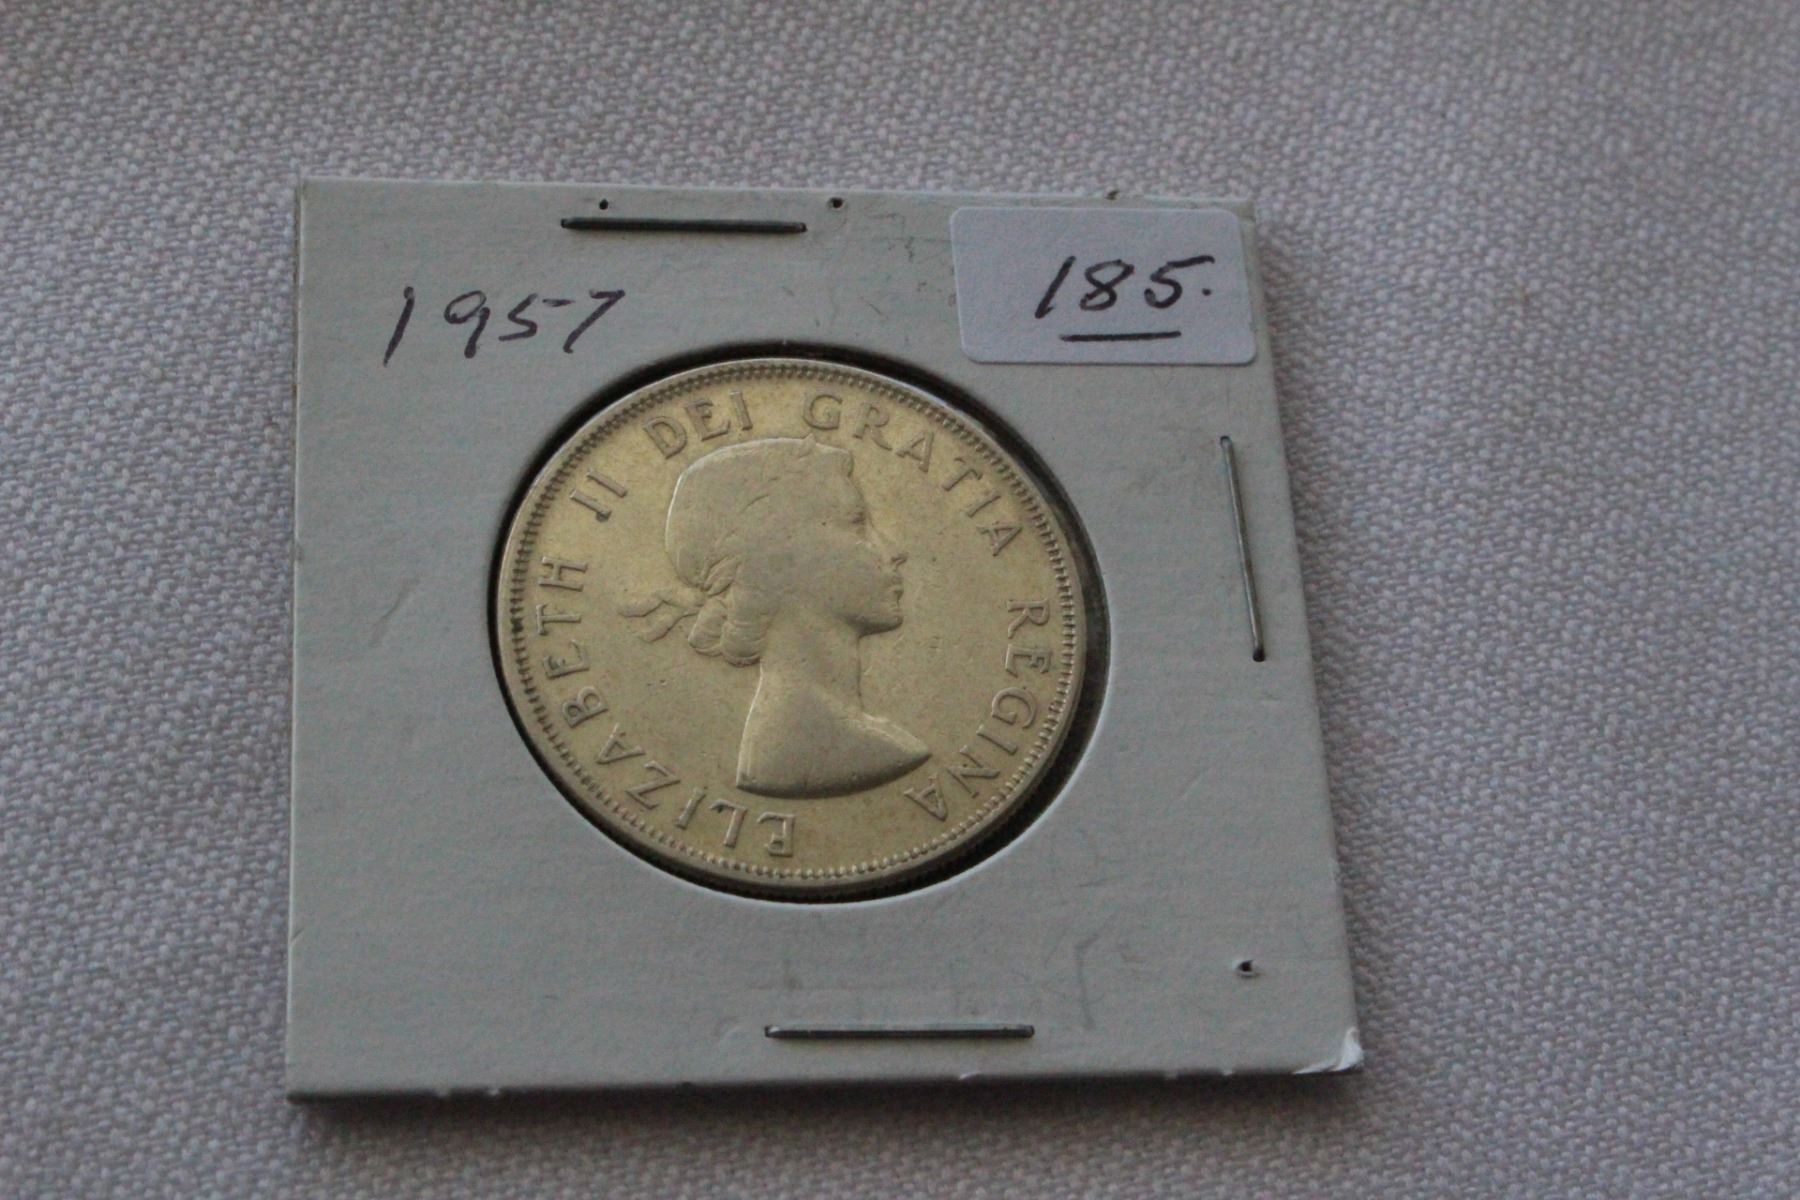 1957
185.
ELIZABETH II DEI GRATIA REGINA